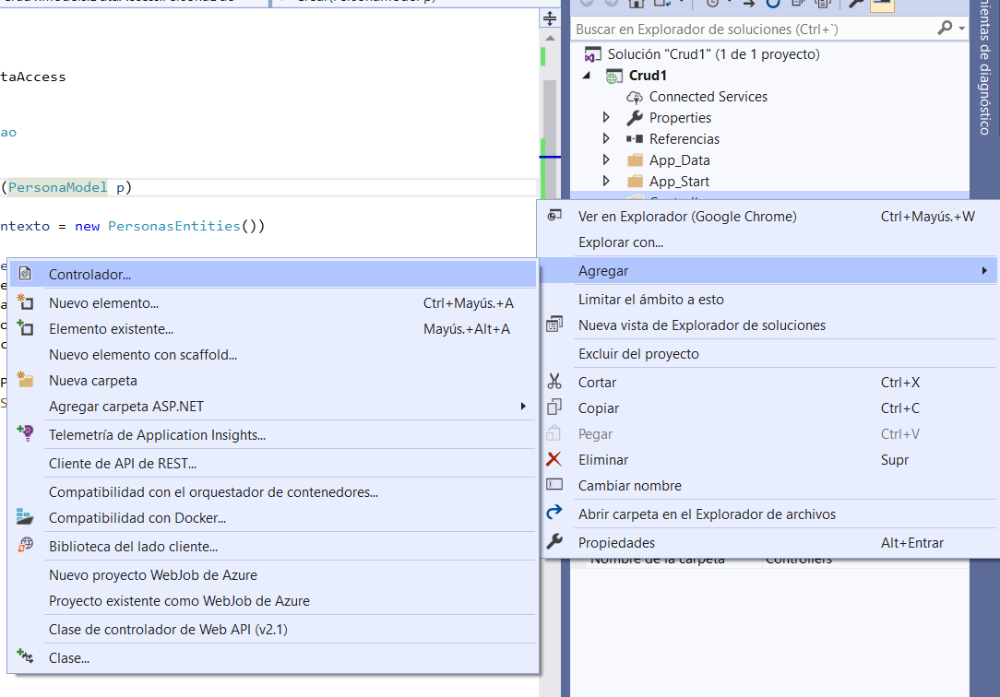 taAccess
ao
(PersonaModel p)
ntexto = new PersonasEntities())
Buscar en Explorador de soluciones (Ctrl+`)
Solución "Crud1" (1 de 1 proyecto)
Crud1
Connected Services
Properties
Referencias
App_Data
App_Start
Ver en Explorador (Google Chrome) Ctrl+Mayús.+W
Explorar con...
Agregar
Limitar el ámbito a esto
Nueva vista de Explorador de soluciones
Excluir del proyecto
Cortar Ctrl+X
Copiar Ctrl+C
Pegar Ctrl+V
Eliminar Supr
Cambiar nombre
Abrir carpeta en el Explorador de archivos
Propiedades Alt+Entrar
Nombre de la carpeta Controllers
Controlador...
Nuevo elemento... Ctrl+Mayús.+A
Elemento existente... Mayús.+Alt+A
Nuevo elemento con scaffold...
Nueva carpeta
Agregar carpeta ASP.NET
Telemetría de Application Insights...
Cliente de API de REST...
Compatibilidad con el orquestador de contenedores...
Compatibilidad con Docker...
Biblioteca del lado cliente...
Nuevo proyecto WebJob de Azure
Proyecto existente como WebJob de Azure
Clase de controlador de Web API (v2.1)
Clase...
mientas de diagnóstico